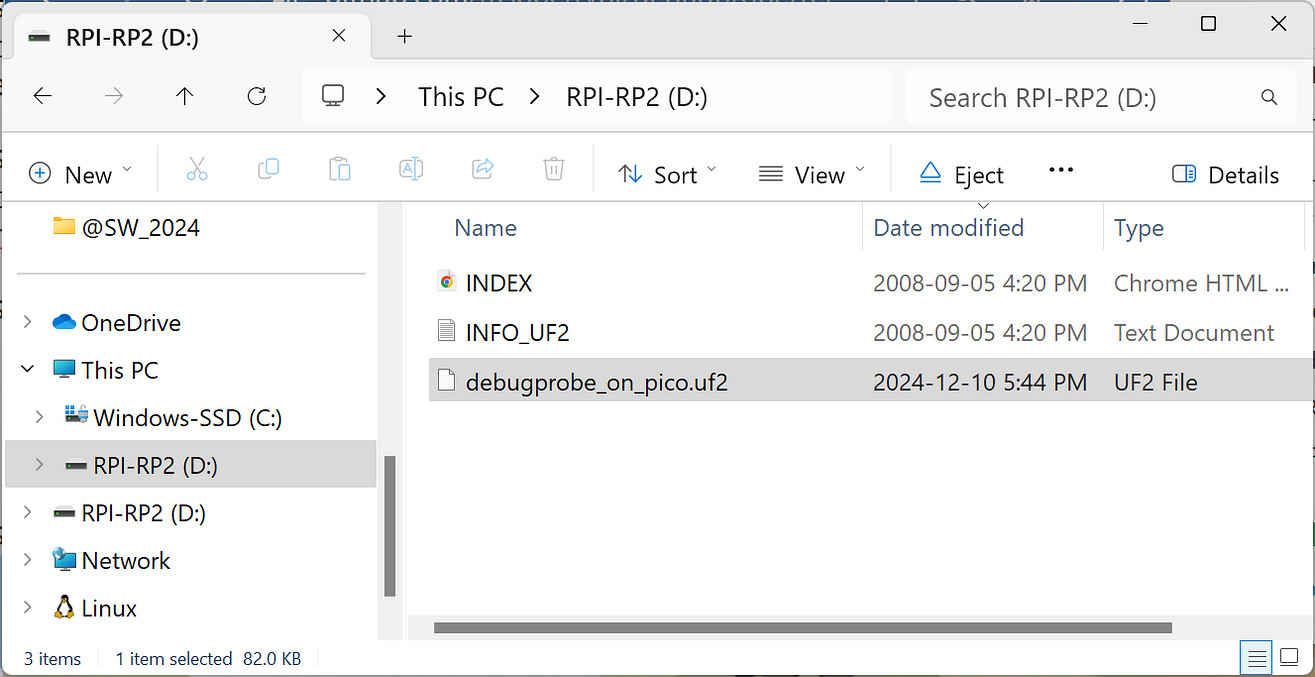 RPI-RP2 (D:)
This PC RPI-RP2 (D:) Search RPI-RP2 (D:)
New Sort View Eject Details
@SW_2024
OneDrive
This PC
Windows-SSD (C:)
RPI-RP2 (D:)
RPI-RP2 (D:)
Network
Linux
Name Date modified Type
INDEX 2008-09-05 4:20 PM Chrome HTML ...
INFO_UF2 2008-09-05 4:20 PM Text Document
debugprobe_on_pico.uf2 2024-12-10 5:44 PM UF2 File
3 items 1 item selected 82.0 KB